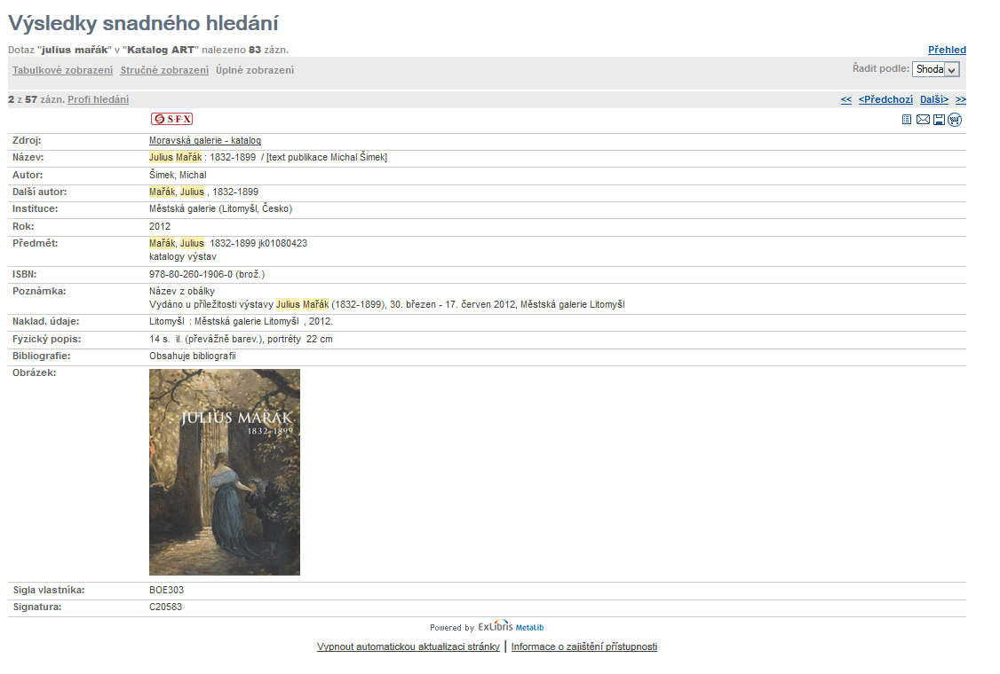 Výsledky snadného hledání
Dotaz "julius mařák" v "Katalog ART" nalezeno 83 zázn. Přehled
Tabulkové zobrazení Stručné zobrazení Úplné zobrazení Řadit podle: Shoda
2 z 57 zázn. Profi hledání << <Předchozí Další> >>
S·F·X
Zdroj: Moravská galerie - katalog
Název: Julius Mařák : 1832-1899 / [text publikace Michal Šimek]
Autor: Šimek, Michal
Další autor: Mařák, Julius , 1832-1899
Instituce: Městská galerie (Litomyšl, Česko)
Rok: 2012
Předmět: Mařák, Julius 1832-1899 jk01080423
katalogy výstav
ISBN: 978-80-260-1906-0 (brož.)
Poznámka: Název z obálky
Vydáno u příležitosti výstavy Julius Mařák (1832-1899), 30. březen - 17. červen 2012, Městská galerie Litomyšl
Naklad. údaje: Litomyšl : Městská galerie Litomyšl , 2012.
Fyzický popis: 14 s. il. (převážně barev.), portréty 22 cm
Bibliografie: Obsahuje bibliografii
Obrázek:
JULIUS MAŘÁK
1832–1899
Sigla vlastníka: BOE303
Signatura: C20583
Powered by ExLibris MetaLib
Vypnout automatickou aktualizaci stránky | Informace o zajištění přístupnosti